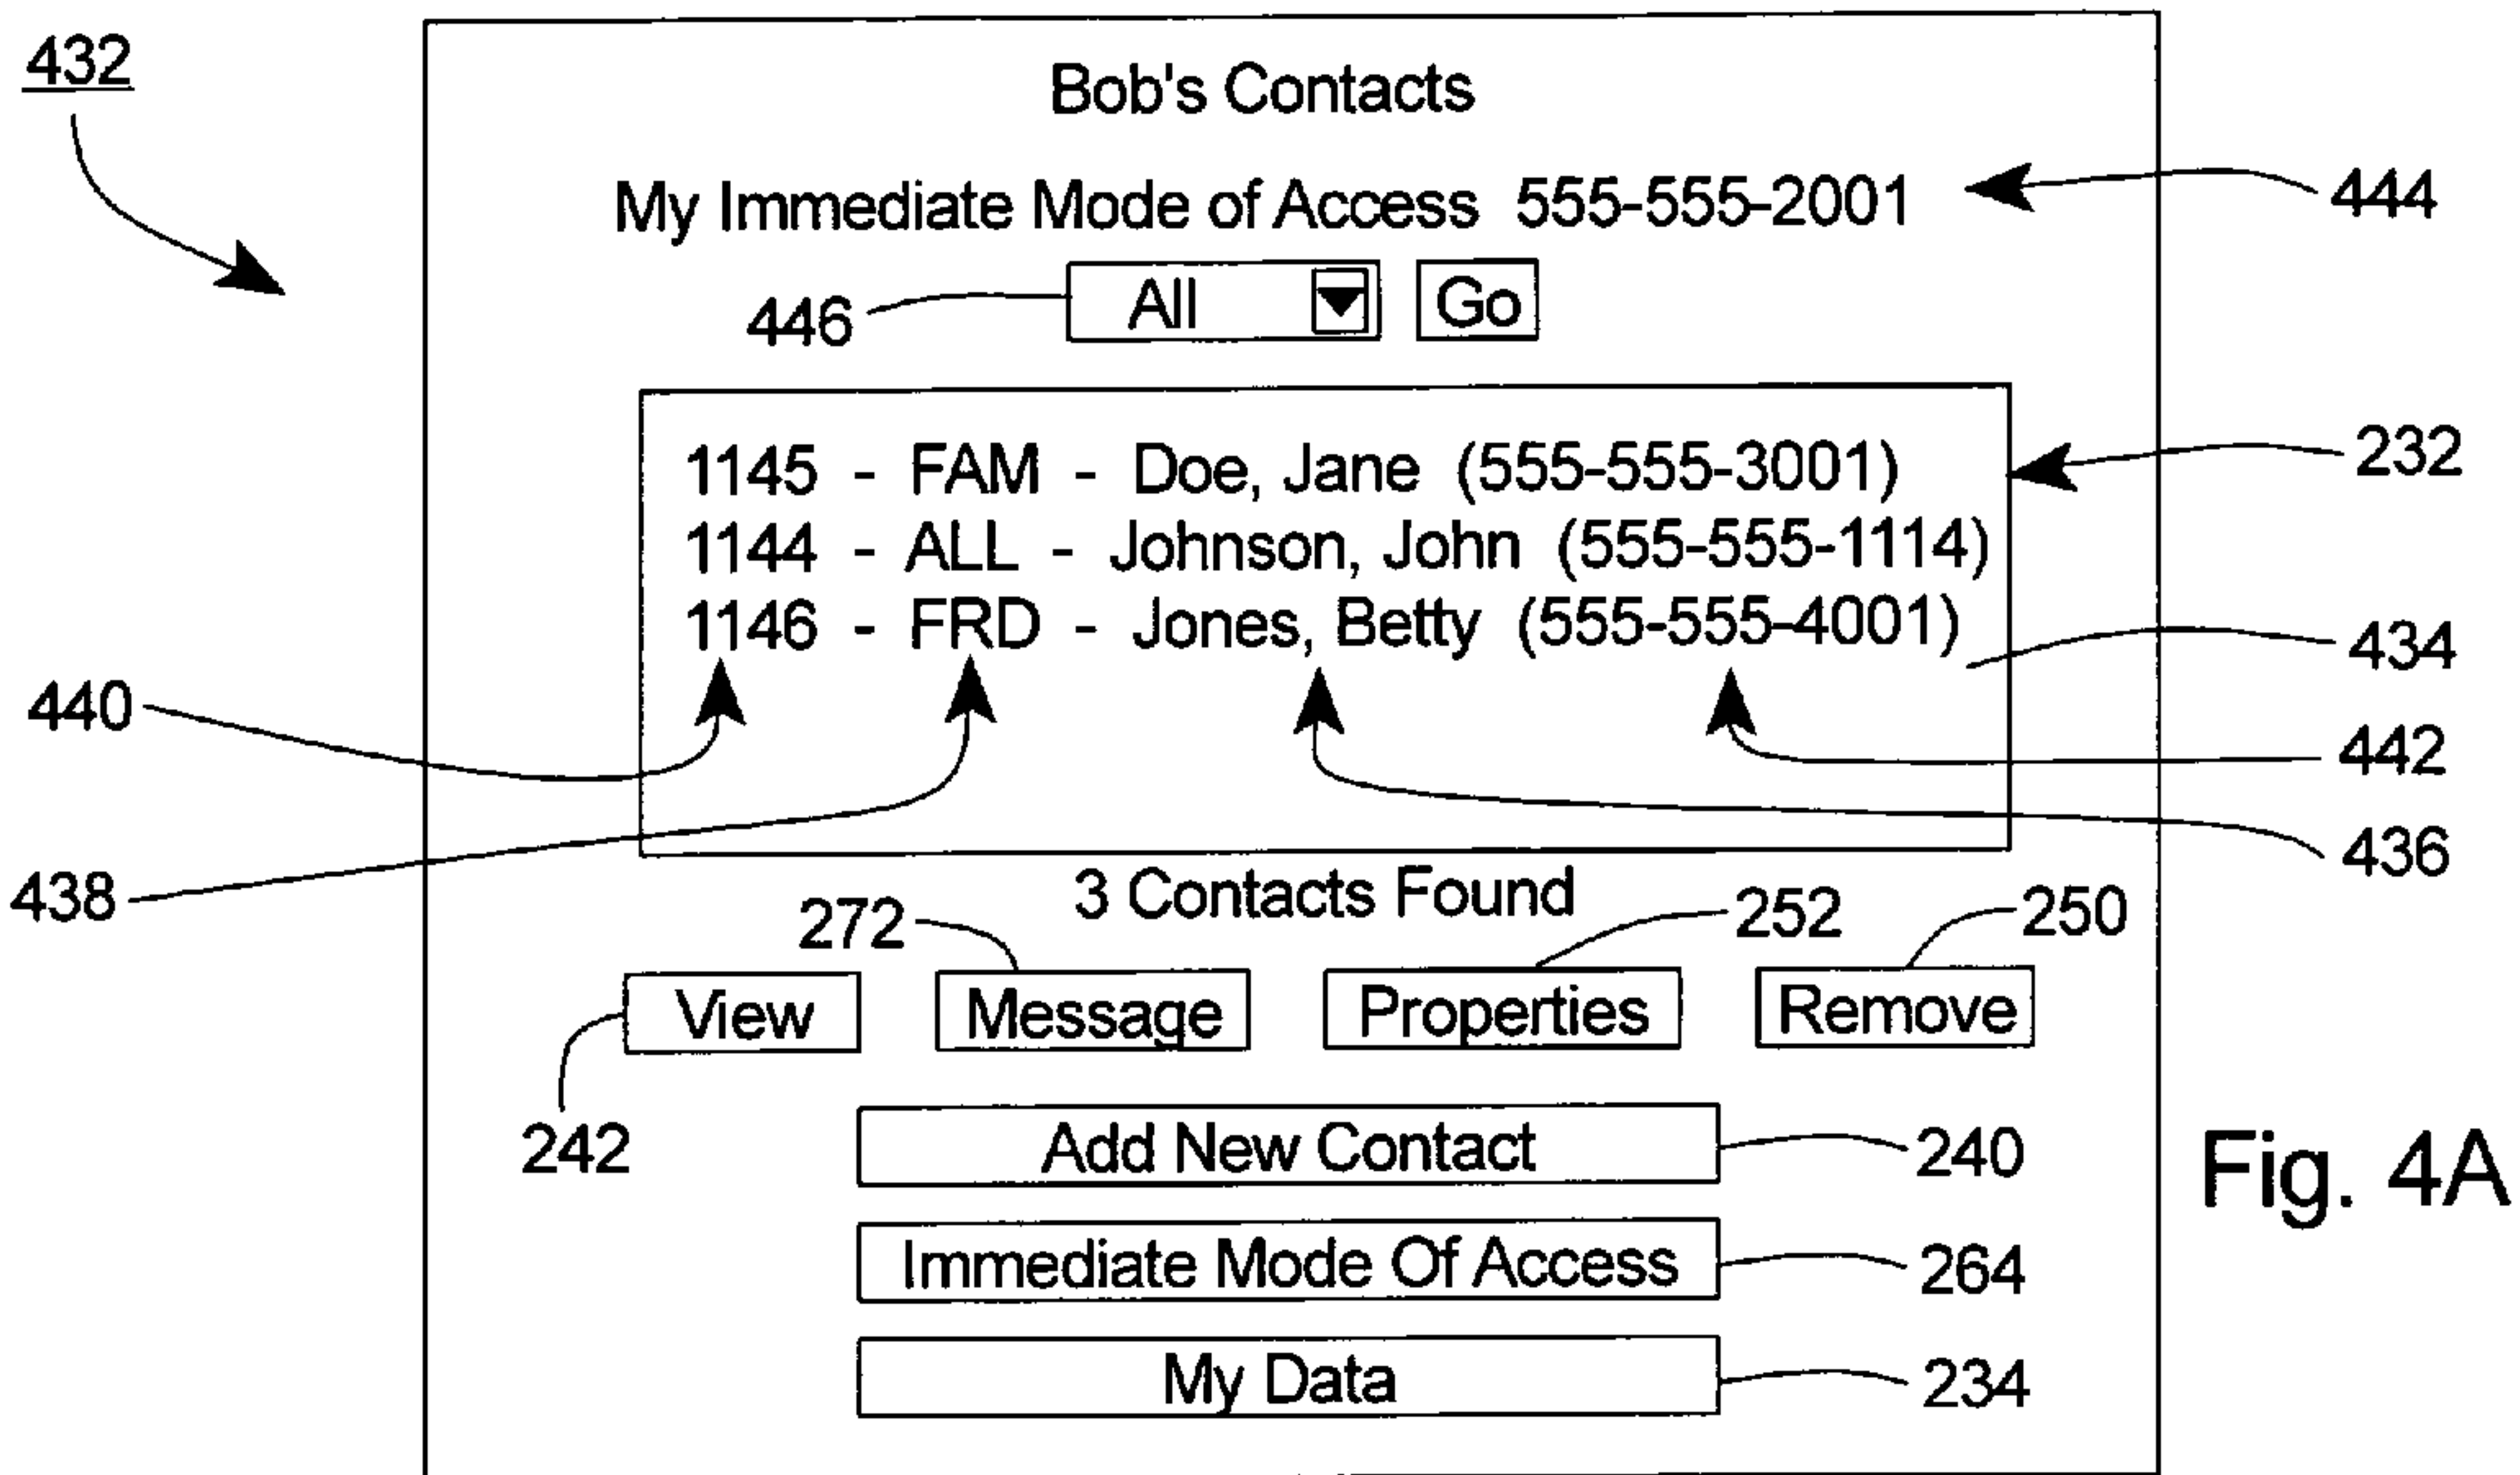 432
Bob's Contacts
My Immediate Mode of Access 555-555-2001
444
446
All
Go
1145 - FAM - Doe, Jane (555-555-3001)
232
1144 - ALL - Johnson, John (555-555-1114)
1146 - FRD - Jones, Betty (555-555-4001)
434
440
442
436
438
3 Contacts Found
272
252
250
View
Message
Properties
Remove
242
Add New Contact
240
Fig. 4A
Immediate Mode Of Access
264
My Data
234